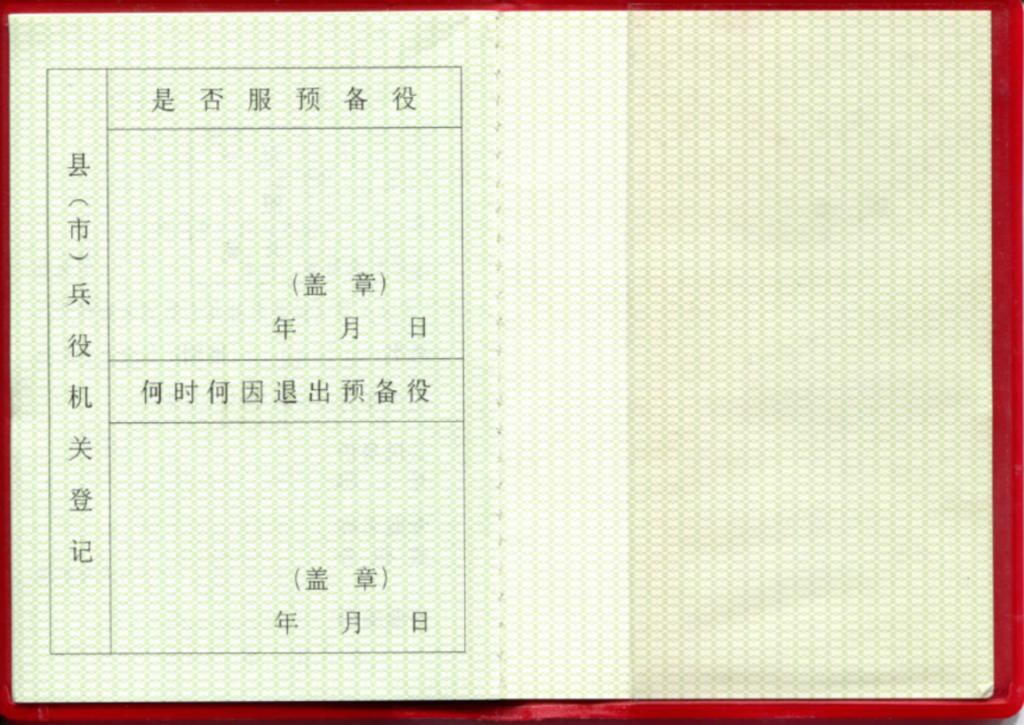 县（市）兵役机关登记
是否服预备役
（盖 章）
年 月 日
何时何因退出预备役
（盖 章）
年 月 日